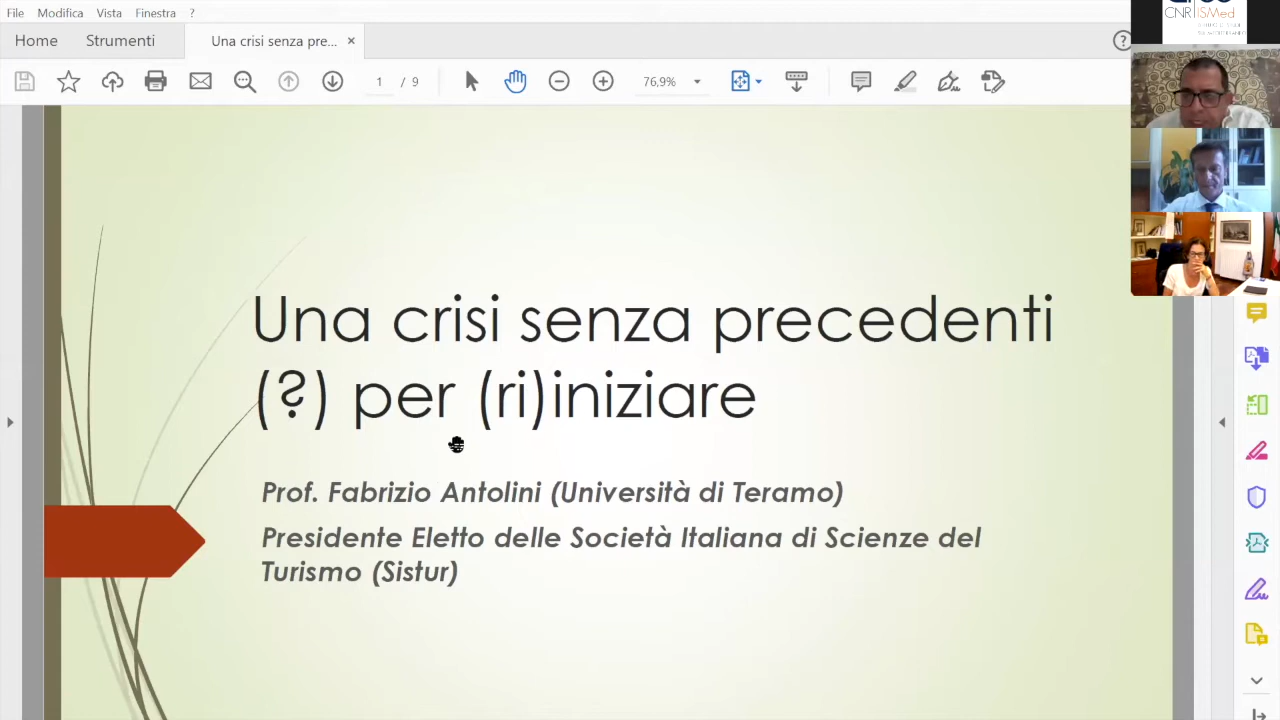 File Modifica Vista Finestra ?
Home Strumenti Una crisi senza pre... ×
1 / 9 76,9%
CNR ISMed
Una crisi senza precedenti
(?) per (ri)iniziare
Prof. Fabrizio Antolini (Università di Teramo)
Presidente Eletto delle Società Italiana di Scienze del
Turismo (Sistur)